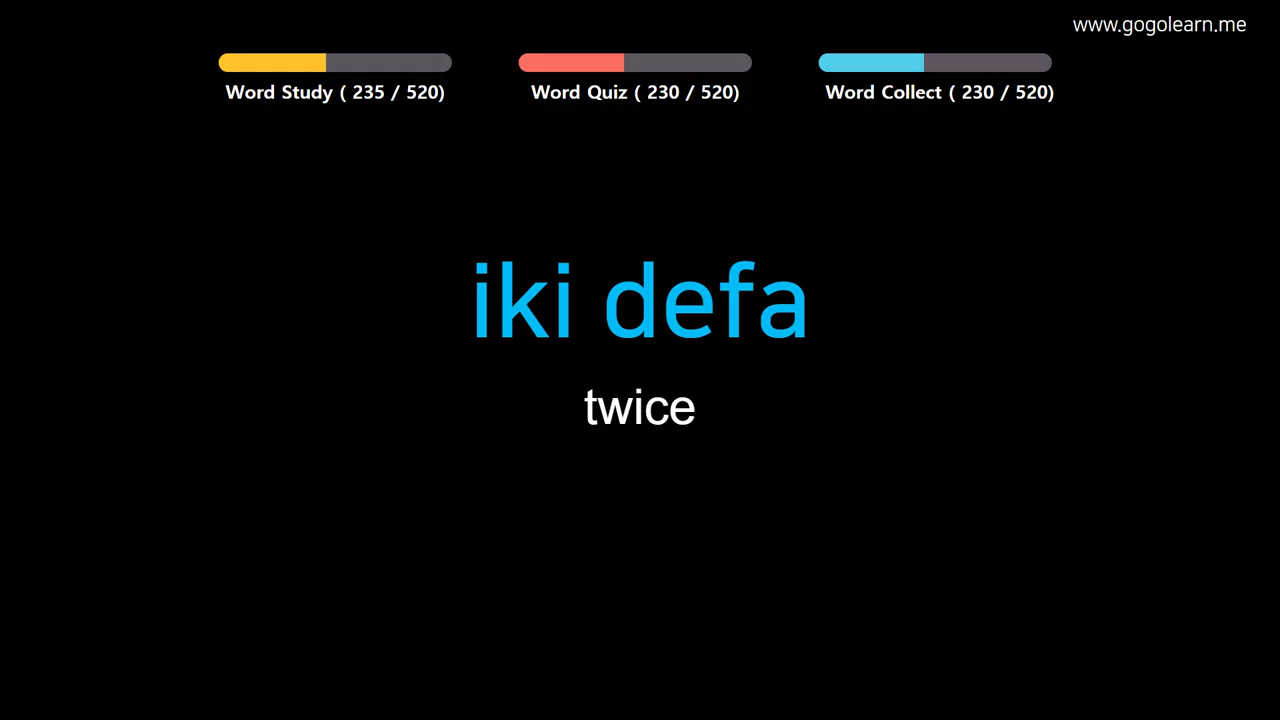 www.gogolearn.me
Word Study ( 235 / 520)
Word Quiz ( 230 / 520)
Word Collect ( 230 / 520)
iki defa
twice